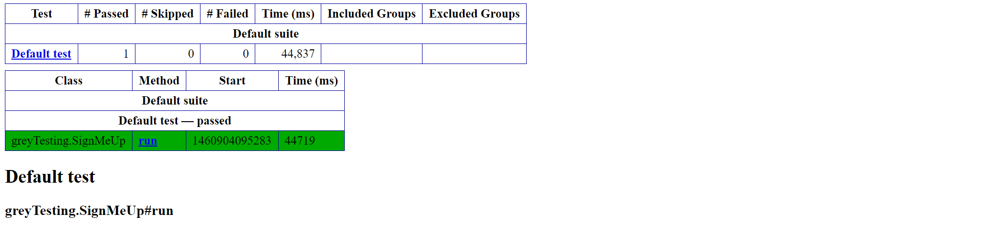 Test # Passed # Skipped # Failed Time (ms) Included Groups Excluded Groups
Default suite
Default test 1 0 0 44,837
Class Method Start Time (ms)
Default suite
Default test — passed
greyTesting.SignMeUp run 1460904095283 44719
Default test
greyTesting.SignMeUp#run